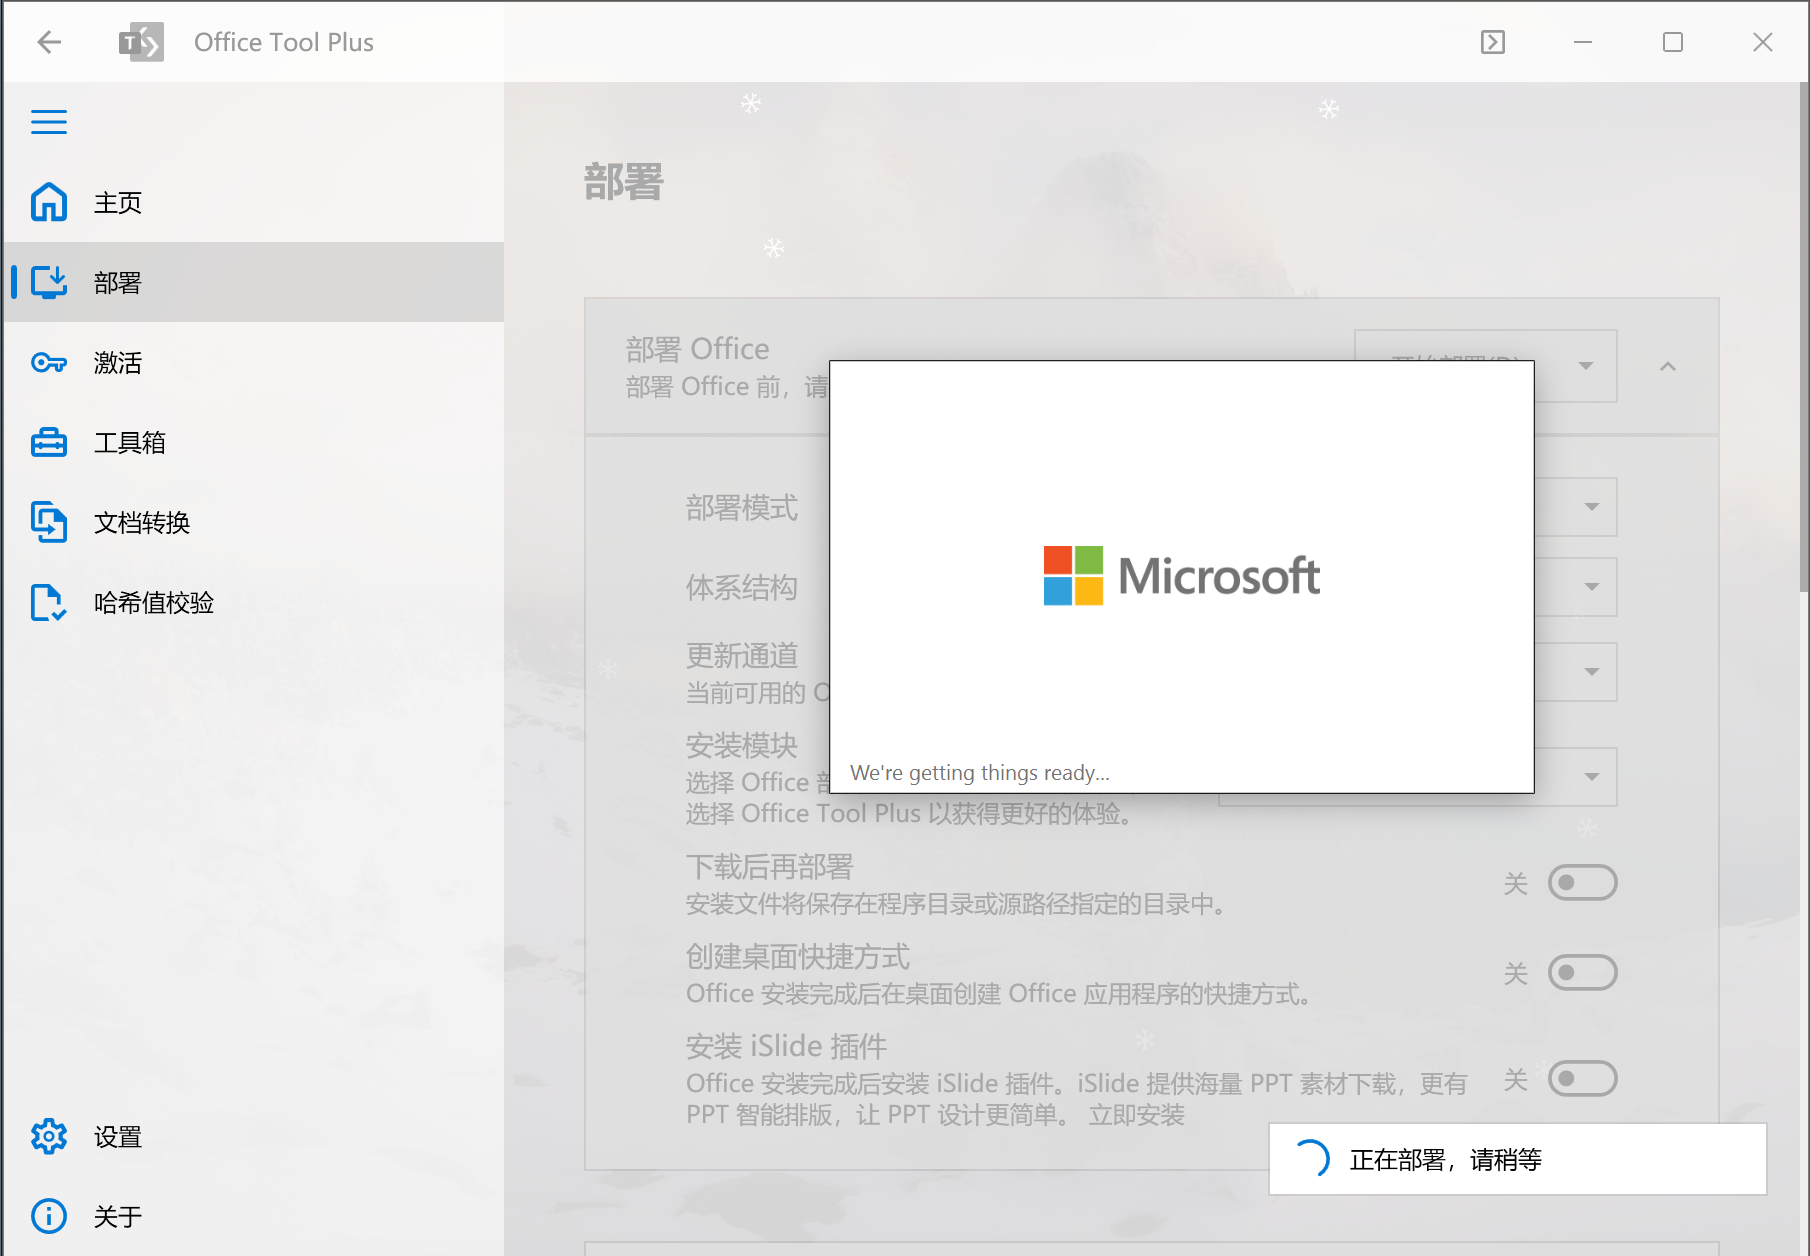 Office Tool Plus
主页
部署
激活
工具箱
文档转换
哈希值校验
设置
关于
部署
部署 Office
部署 Office 前，请
部署模式
体系结构
更新通道
当前可用的
安装模块
选择 Office
选择 Office Tool Plus 以获得更好的体验。
下载后再部署
安装文件将保存在程序目录或源路径指定的目录中。
关
创建桌面快捷方式
Office 安装完成后在桌面创建 Office 应用程序的快捷方式。
关
安装 iSlide 插件
Office 安装完成后安装 iSlide 插件。iSlide 提供海量 PPT 素材下载，更有
PPT 智能排版，让 PPT 设计更简单。 立即安装
关
Microsoft
We're getting things ready...
正在部署，请稍等